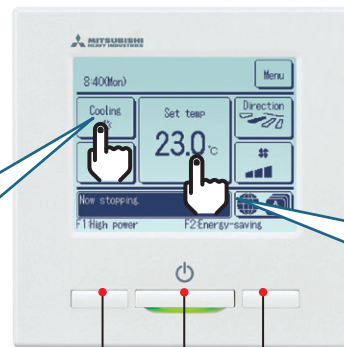 MITSUBISHI
HEAVY INDUSTRIES
8:40(Mon)
Menu
Cooling
Set temp
Direction
23.0 °C
Now stopping.
A
F1:High power
F2:Energy-saving